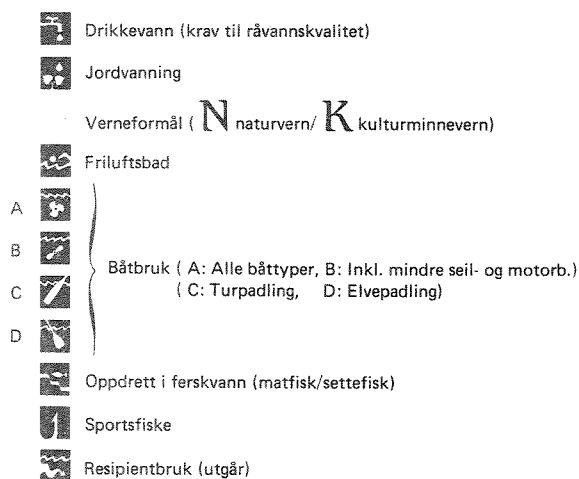 Drikkevann (krav til råvannskvalitet)
Jordvanning
Verneformål ( N naturvern/ K kulturminnevern)
Friluftsbad
A
B
Båtbruk ( A: Alle båttyper, B: Inkl. mindre seil- og motorb.)
C
( C: Turpadling, D: Elvepadling)
D
Oppdrett i ferskvann (matfisk/settefisk)
Sportsfiske
Resipientbruk (utgår)